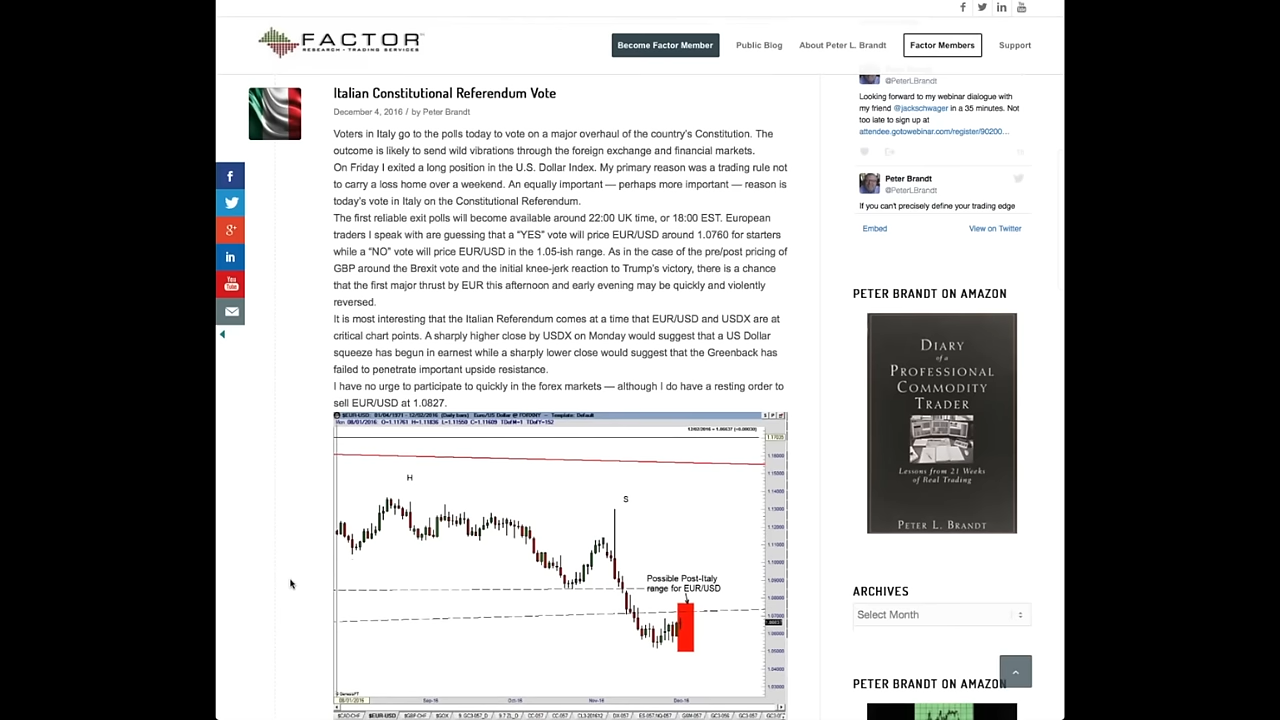 FACTOR
RESEARCH • TRADING SERVICES
Become Factor Member
Public Blog
About Peter L. Brandt
Factor Members
Support
Italian Constitutional Referendum Vote
December 4, 2016 / by Peter Brandt
Voters in Italy go to the polls today to vote on a major overhaul of the country's Constitution. The
outcome is likely to send wild vibrations through the foreign exchange and financial markets.
On Friday I exited a long position in the U.S. Dollar Index. My primary reason was a trading rule not
to carry a loss home over a weekend. An equally important — perhaps more important — reason is
today's vote in Italy on the Constitutional Referendum.
The first reliable exit polls will become available around 22:00 UK time, or 18:00 EST. European
traders I speak with are guessing that a "YES" vote will price EUR/USD around 1.0760 for starters
while a "NO" vote will price EUR/USD in the 1.05-ish range. As in the case of the pre/post pricing of
GBP around the Brexit vote and the initial knee-jerk reaction to Trump's victory, there is a chance
that the first major thrust by EUR this afternoon and early evening may be quickly and violently
reversed.
It is most interesting that the Italian Referendum comes at a time that EUR/USD and USDX are at
critical chart points. A sharply higher close by USDX on Monday would suggest that a US Dollar
squeeze has begun in earnest while a sharply lower close would suggest that the Greenback has
failed to penetrate important upside resistance.
I have no urge to participate to quickly in the forex markets — although I do have a resting order to
sell EUR/USD at 1.0827.
H
S
Possible Post-Italy
range for EUR/USD
Sep-16
Oct-16
Nov-16
Dec-16
@PeterLBrandt
Looking forward to my webinar dialogue with
my friend @jackschwager in a 35 minutes. Not
too late to sign up at
attendee.gotowebinar.com/register/90200…
Peter Brandt
@PeterLBrandt
If you can't precisely define your trading edge
Embed
View on Twitter
PETER BRANDT ON AMAZON
DIARY
of a
PROFESSIONAL
COMMODITY
TRADER
Lessons from 21 Weeks
of Real Trading
PETER L. BRANDT
ARCHIVES
Select Month
PETER BRANDT ON AMAZON